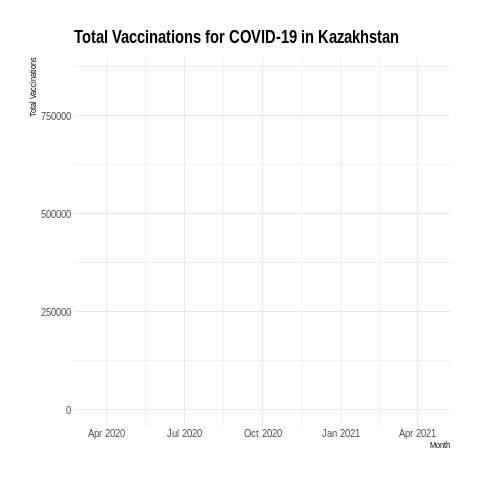 Total Vaccinations for COVID-19 in Kazakhstan
Total Vaccinations
750000
500000
250000
0
Apr 2020 Jul 2020 Oct 2020 Jan 2021 Apr 2021
Month